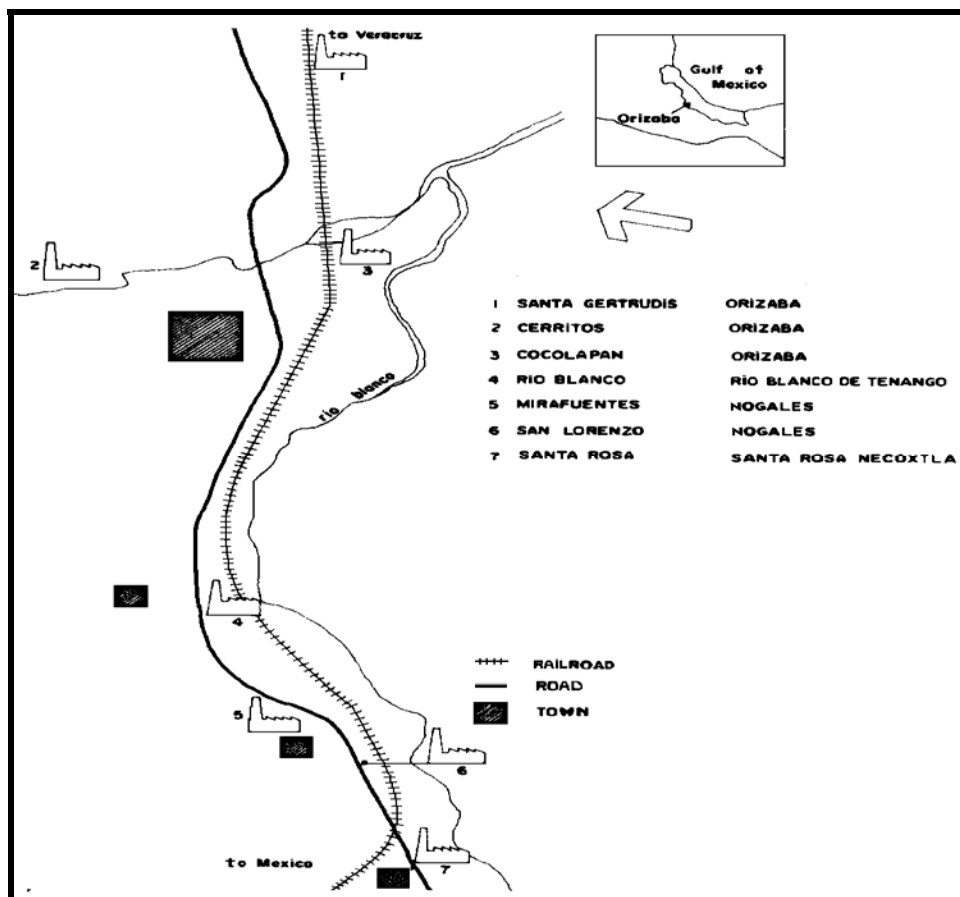 to Veracruz
1
Gulf of
Mexico
Orizaba
2
3
1 SANTA GERTRUDIS ORIZABA
2 CERRITOS ORIZABA
3 COCOLAPAN ORIZABA
4 RIO BLANCO RIO BLANCO DE TENANGO
5 MIRAFUENTES NOGALES
6 SAN LORENZO NOGALES
7 SANTA ROSA SANTA ROSA NECOXTLA
río blanco
4
RAILROAD
ROAD
TOWN
5
6
to Mexico
7